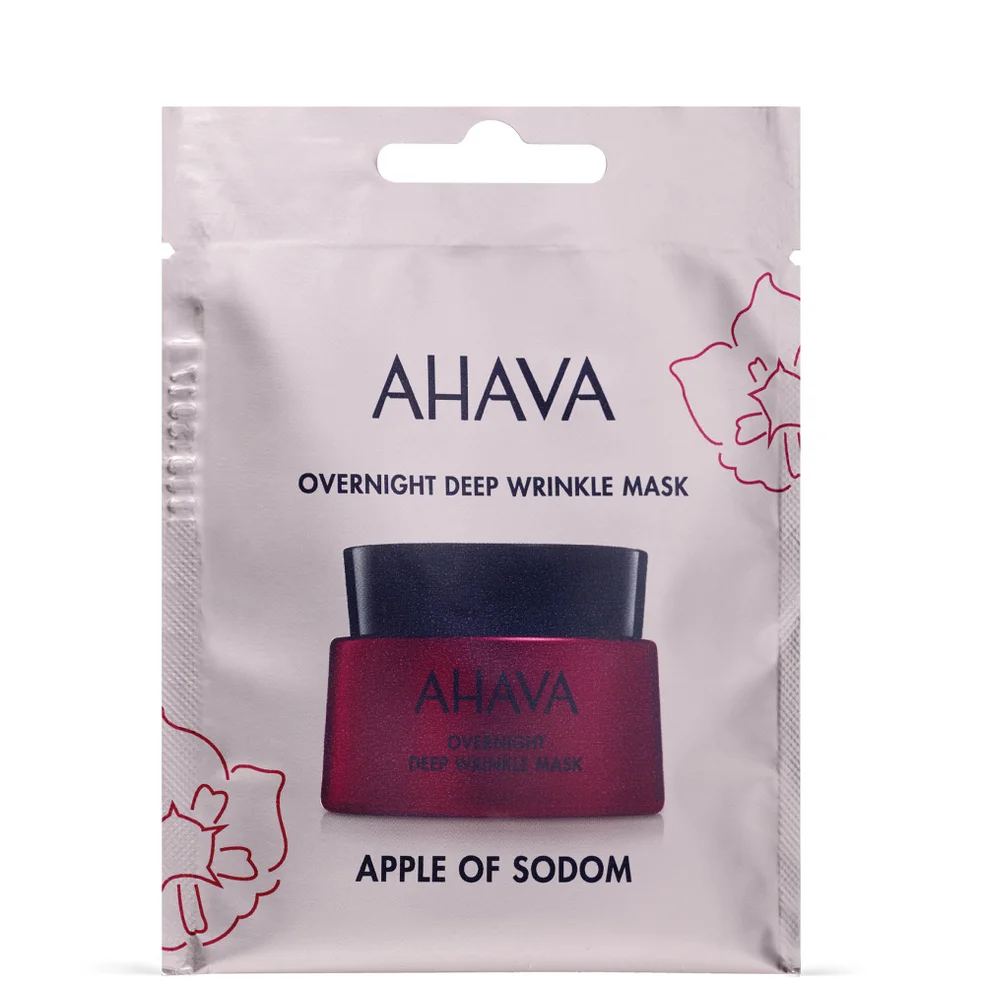 AHAVA
OVERNIGHT DEEP WRINKLE MASK
AHAVA
OVERNIGHT
DEEP WRINKLE MASK
APPLE OF SODOM